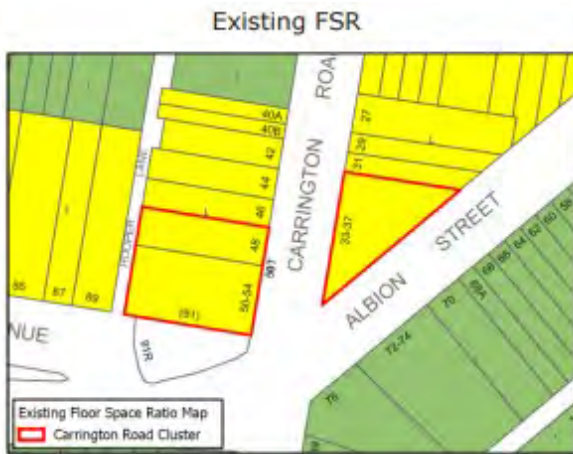 Existing FSR
CARRINGTON ROA
40A
40B
42
44
46
48
50-54
(91)
91R
ROOPER LANE
85
87
89
NUE
27
29
31
33-37
ALBION STREET
58
60
62
64
66
68
68A
70
72-74
76
Existing Floor Space Ratio Map
Carrington Road Cluster